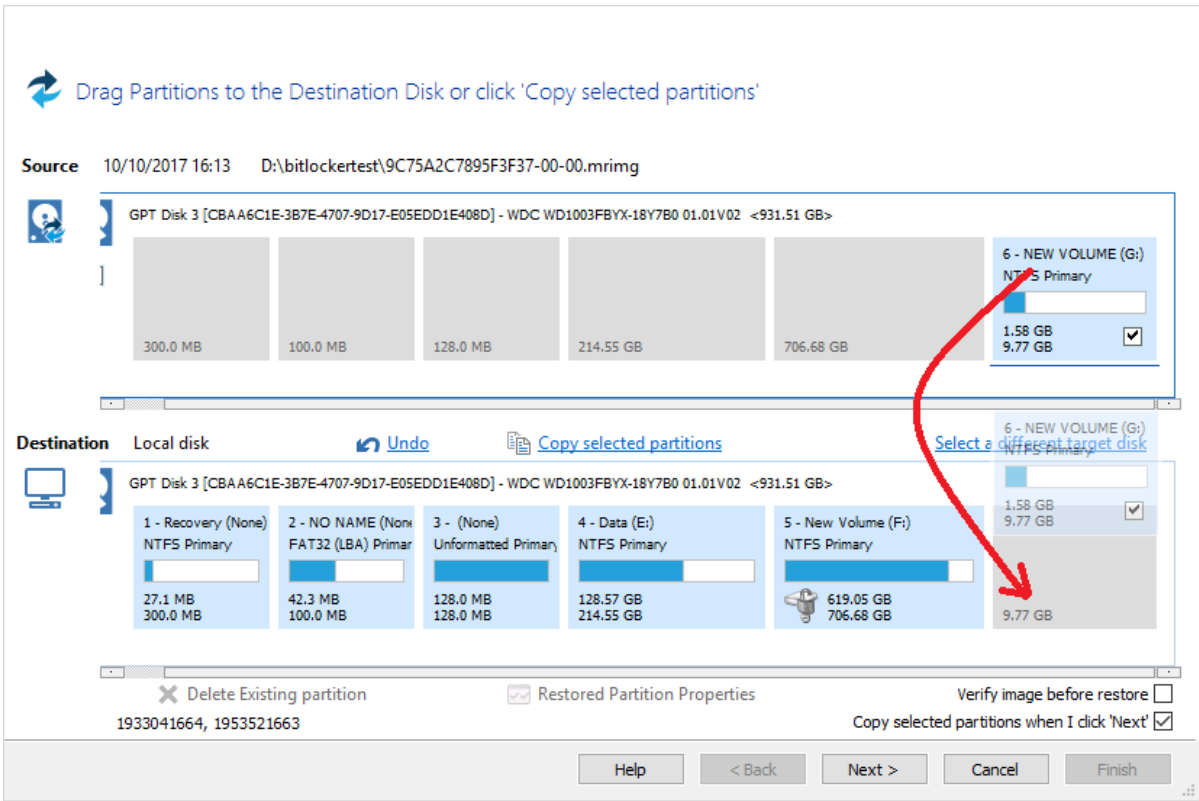 Drag Partitions to the Destination Disk or click 'Copy selected partitions'
Source 10/10/2017 16:13 D:\bitlockertest\9C75A2C7895F3F37-00-00.mrimg
GPT Disk 3 [CBAA6C1E-3B7E-4707-9D17-E05EDD1E408D] - WDC WD1003FBYX-18Y7B0 01.01V02 <931.51 GB>
6 - NEW VOLUME (G:)
NTFS Primary
1.58 GB
300.0 MB 100.0 MB 128.0 MB 214.55 GB 706.68 GB 9.77 GB
Destination Local disk Undo Copy selected partitions Select a different target disk
6 - NEW VOLUME (G:)
NTFS Primary
1.58 GB
9.77 GB
GPT Disk 3 [CBAA6C1E-3B7E-4707-9D17-E05EDD1E408D] - WDC WD1003FBYX-18Y7B0 01.01V02 <931.51 GB>
1 - Recovery (None) 2 - NO NAME (None 3 - (None) 4 - Data (E:) 5 - New Volume (F:)
NTFS Primary FAT32 (LBA) Primar Unformatted Primary NTFS Primary NTFS Primary
27.1 MB 42.3 MB 128.0 MB 128.57 GB 619.05 GB
300.0 MB 100.0 MB 128.0 MB 214.55 GB 706.68 GB 9.77 GB
Delete Existing partition Restored Partition Properties Verify image before restore
1933041664, 1953521663 Copy selected partitions when I click 'Next'
Help < Back Next > Cancel Finish